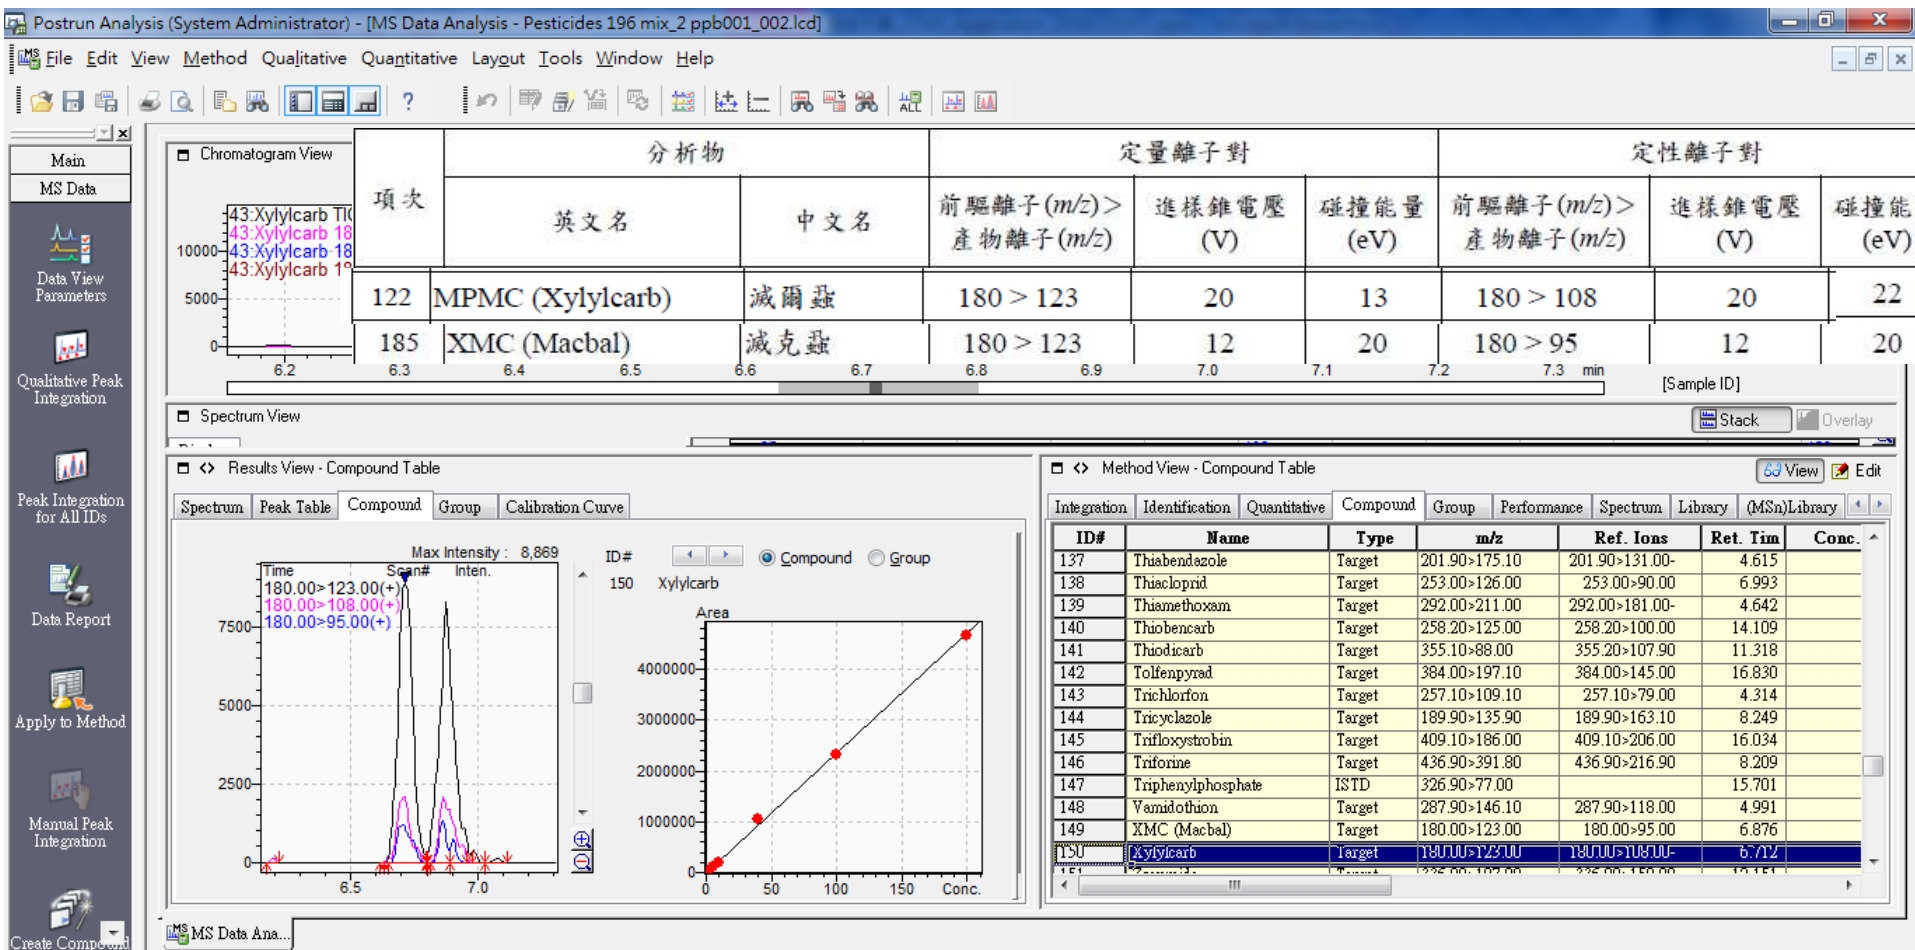 Postrun Analysis (System Administrator) - [MS Data Analysis - Pesticides 196 mix_2 ppb001_002.lcd]
File Edit View Method Qualitative Quantitative Layout Tools Window Help
Main
MS Data
Data View
Parameters
Qualitative Peak
Integration
Peak Integration
for All IDs
Data Report
Apply to Method
Manual Peak
Integration
Create Compound
Chromatogram View
43:Xylylcarb TIC
43:Xylylcarb 18
43:Xylylcarb 18
43:Xylylcarb 18
10000
5000
0
項次 分析物 定量離子對 定性離子對
英文名 中文名 前驅離子(m/z)> 產物離子(m/z) 進樣錐電壓 (V) 碰撞能量 (eV) 前驅離子(m/z)> 產物離子(m/z) 進樣錐電壓 (V) 碰撞能 (eV)
122 MPMC (Xylylcarb) 滅爾蝨 180 > 123 20 13 180 > 108 20 22
185 XMC (Macbal) 滅克蝨 180 > 123 12 20 180 > 95 12 20
6.2 6.3 6.4 6.5 6.6 6.7 6.8 6.9 7.0 7.1 7.2 7.3 min
[Sample ID]
Spectrum View
Stack Overlay
Results View - Compound Table
Spectrum Peak Table Compound Group Calibration Curve
Max Intensity : 8,869
Time Scan# Inten.
180.00>123.00(+)
180.00>108.00(+)
180.00>95.00(+)
7500
5000
2500
0
6.5 7.0
ID# Compound Group
150 Xylylcarb
Area
4000000
3000000
2000000
1000000
0
0 50 100 150 Conc.
Method View - Compound Table
View Edit
Integration Identification Quantitative Compound Group Performance Spectrum Library (MSn)Library
ID# Name Type m/z Ref. Ions Ret. Tim Conc.
137 Thiabendazole Target 201.90>175.10 201.90>131.00- 4.615
138 Thiacloprid Target 253.00>126.00 253.00>90.00 6.993
139 Thiamethoxam Target 292.00>211.00 292.00>181.00- 4.642
140 Thiobencarb Target 258.20>125.00 258.20>100.00 14.109
141 Thiodicarb Target 355.10>88.00 355.20>107.90 11.318
142 Tolfenpyrad Target 384.00>197.10 384.00>145.00 16.830
143 Trichlorfon Target 257.10>109.10 257.10>79.00 4.314
144 Tricyclazole Target 189.90>135.90 189.90>163.10 8.249
145 Trifloxystrobin Target 409.10>186.00 409.10>206.00 16.034
146 Triforine Target 436.90>391.80 436.90>216.90 8.209
147 Triphenylphosphate ISTD 326.90>77.00 15.701
148 Vamidothion Target 287.90>146.10 287.90>118.00 4.991
149 XMC (Macbal) Target 180.00>123.00 180.00>95.00 6.876
150 Xylylcarb Target 180.00>123.00 180.00>108.00- 6.712
MS Data Ana...